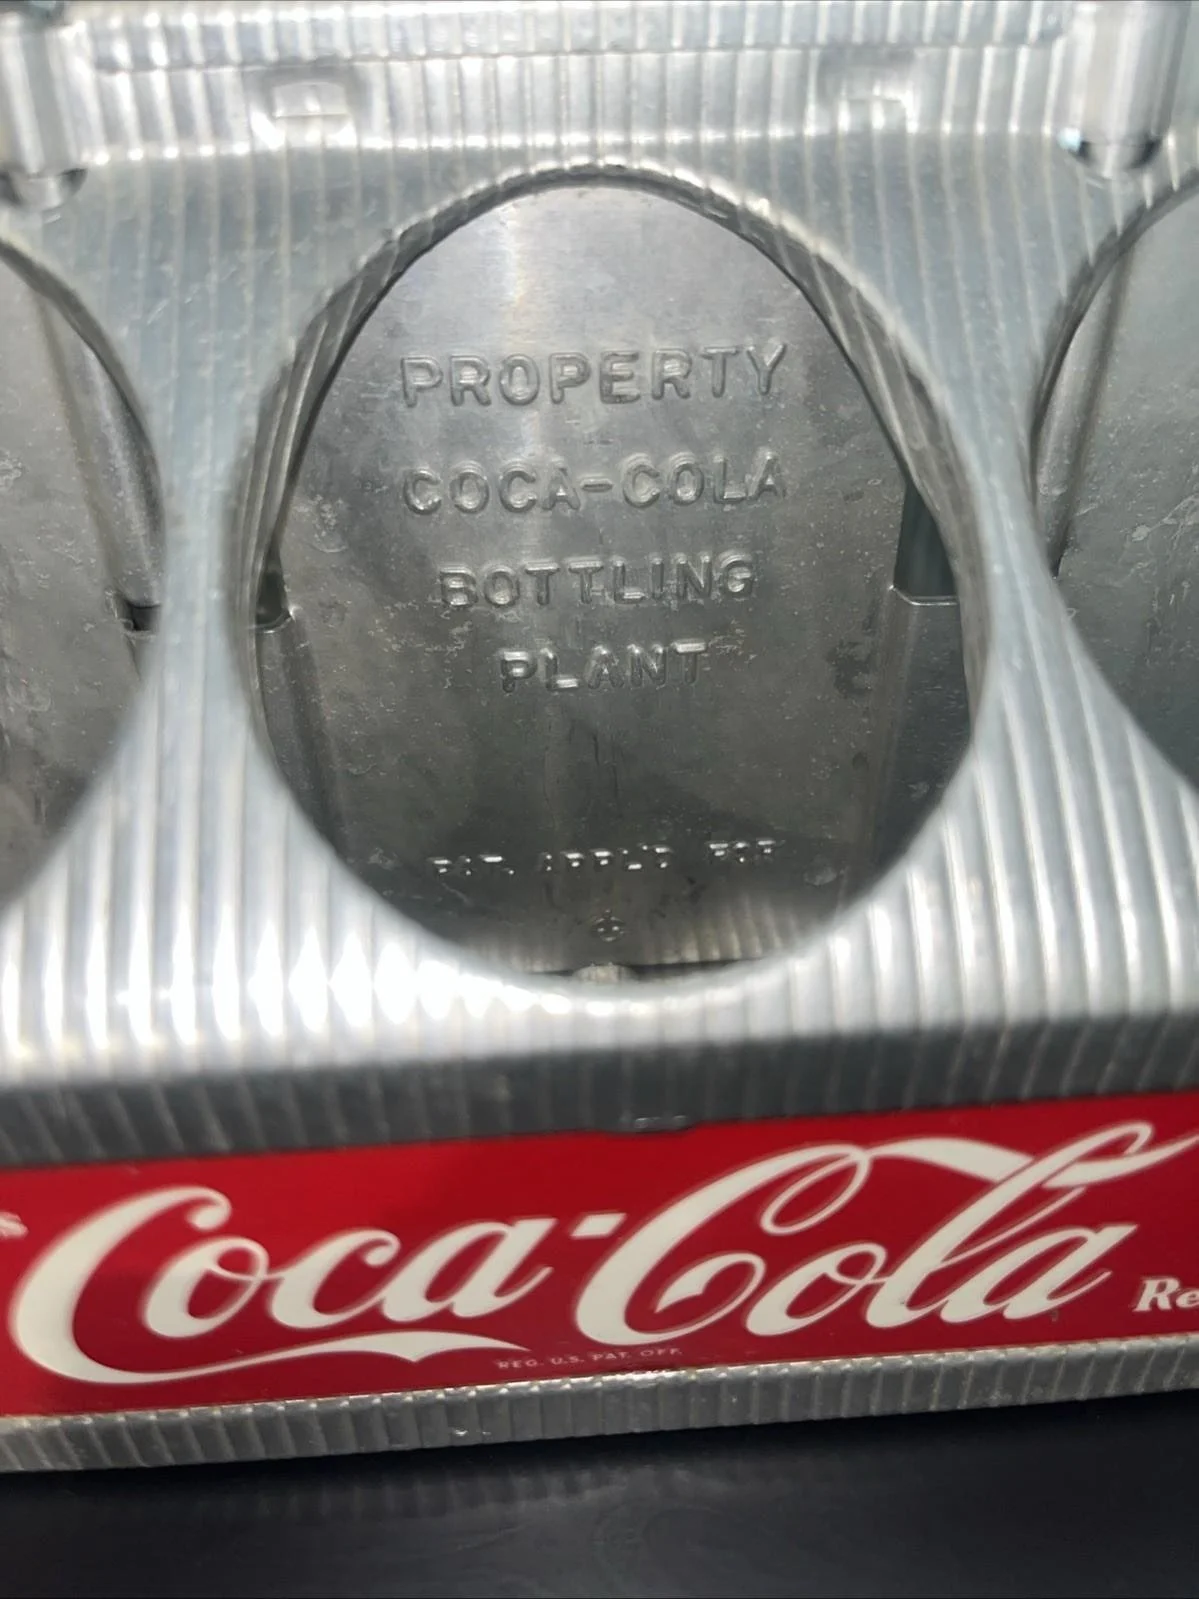 PROPERTY
COCA-COLA
BOTTLING
PLANT
PAT. APPL'D FOR
Coca-Cola
REG. U.S. PAT. OFF.